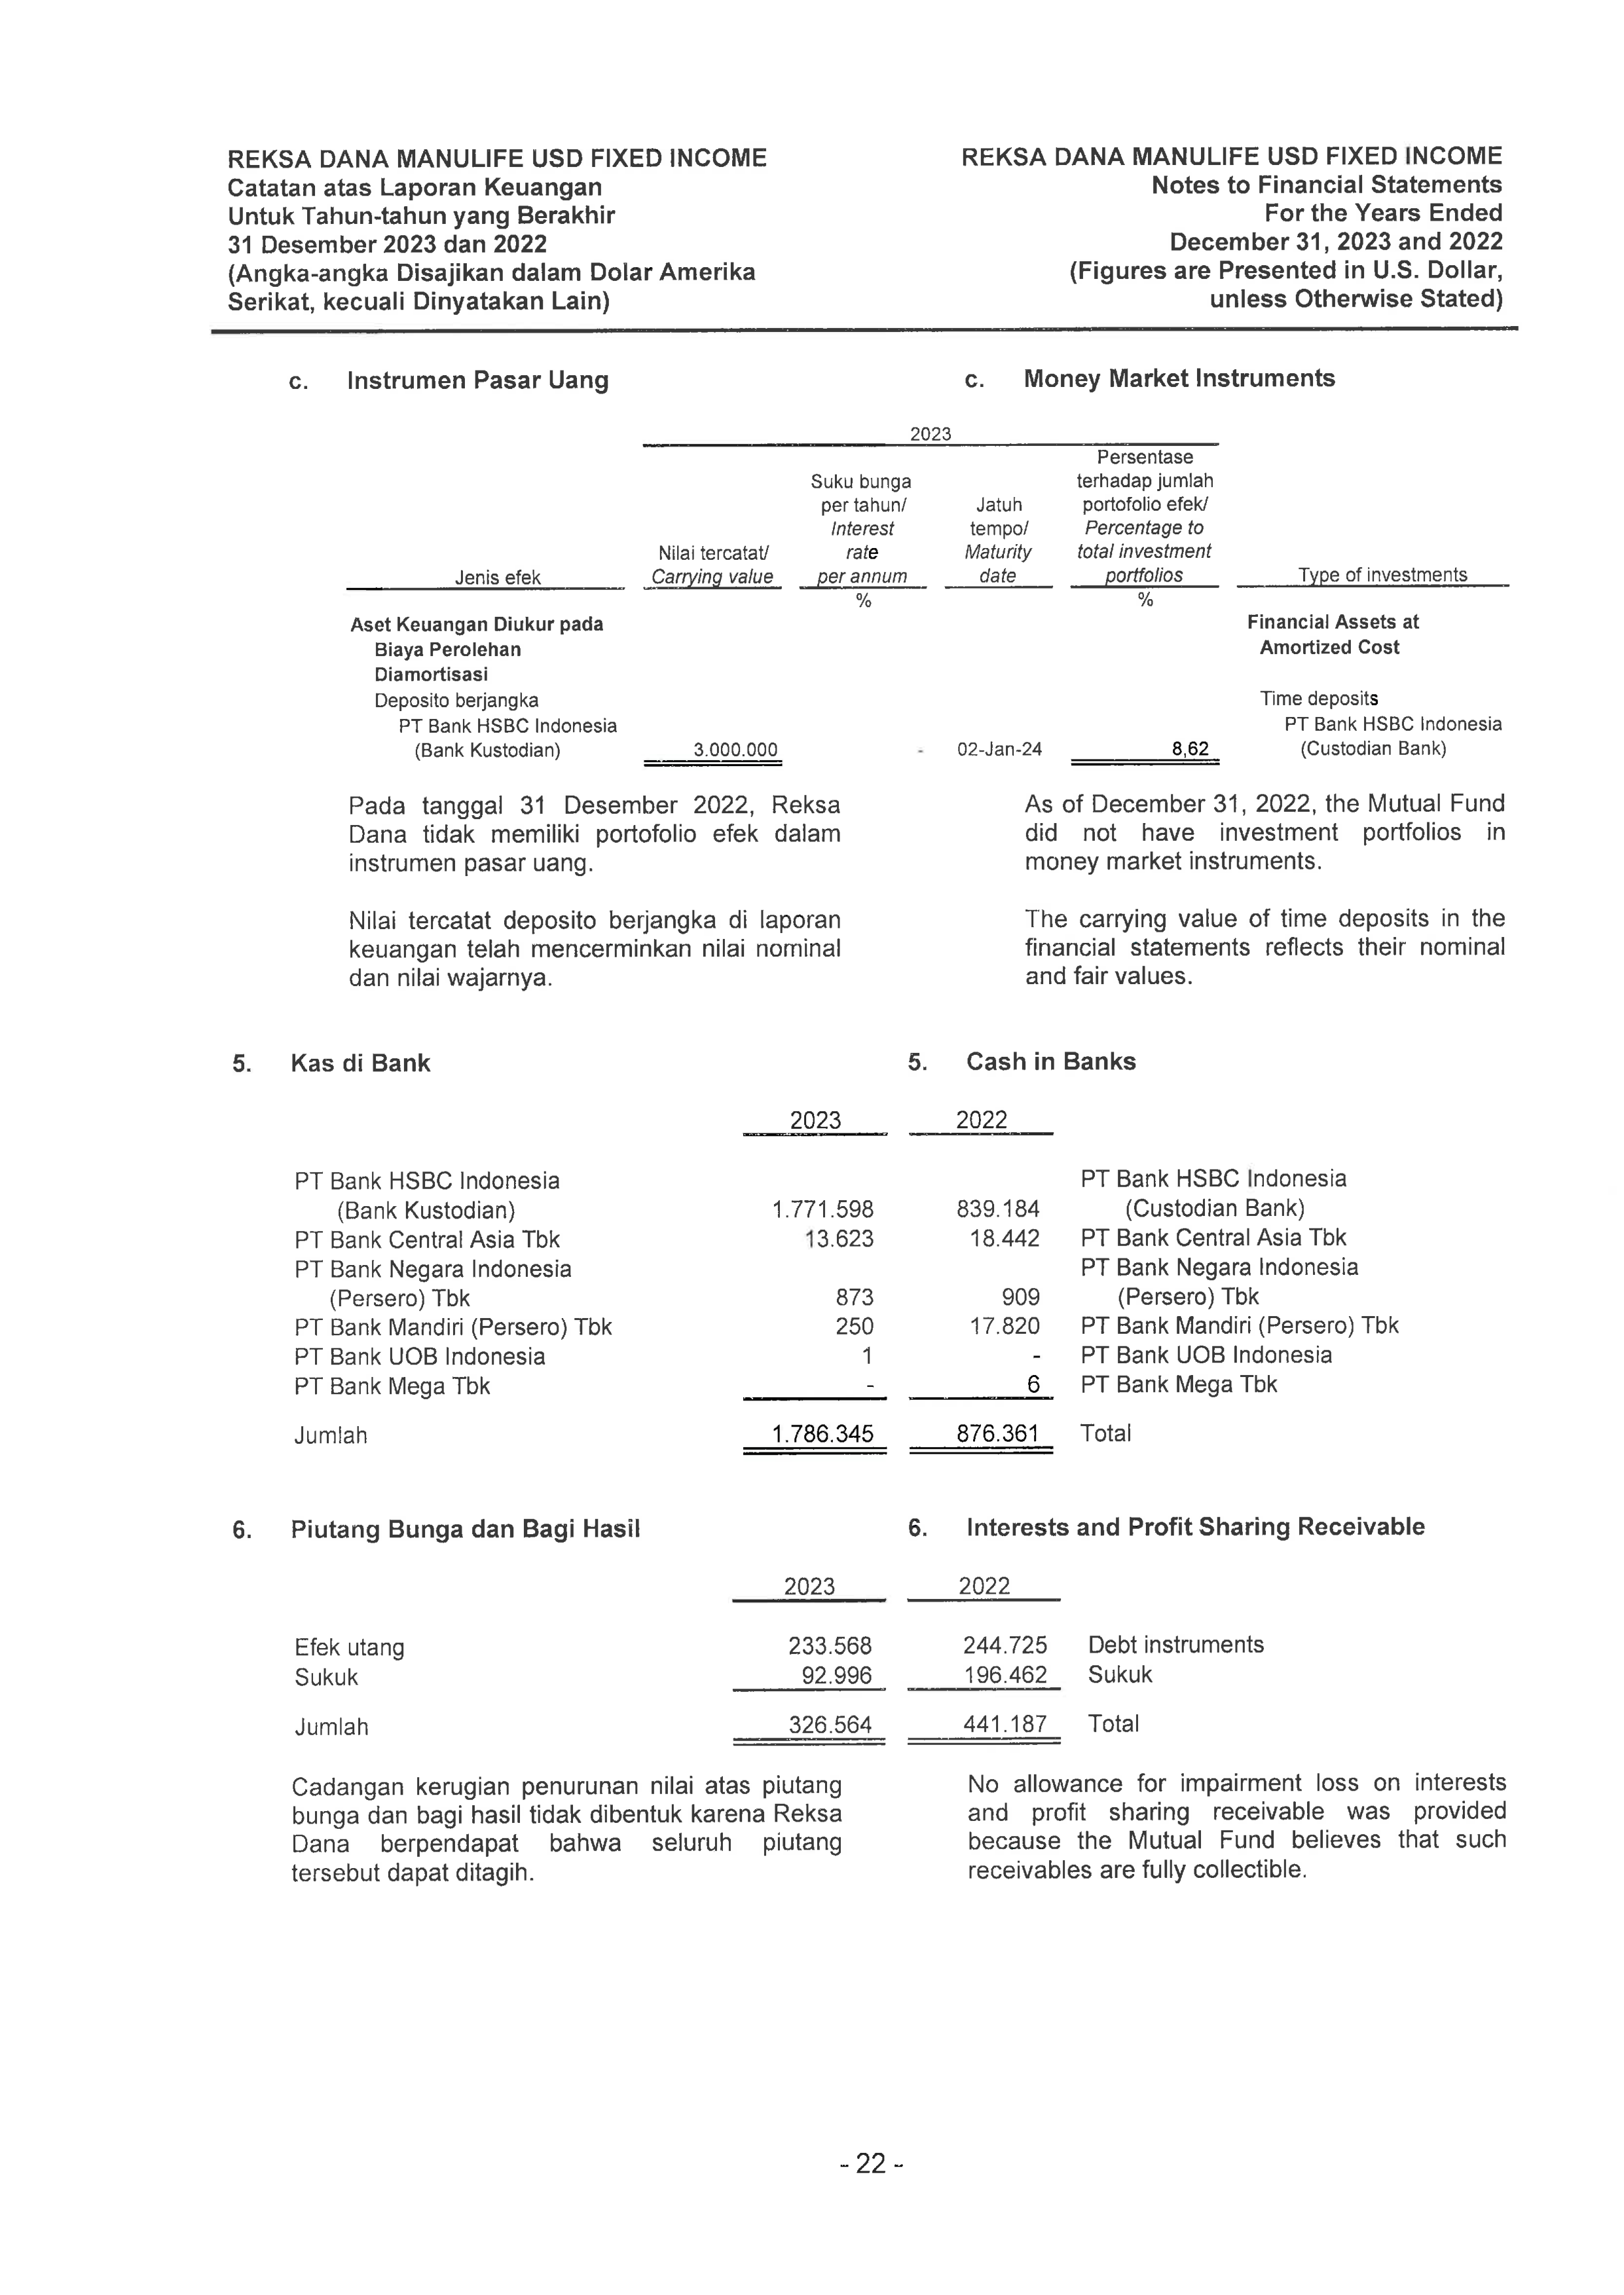 REKSA DANA MANULIFE USD FIXED INCOME
Catatan atas Laporan Keuangan
Untuk Tahun-tahun yang Berakhir
31 Desember 2023 dan 2022
(Angka-angka Disajikan dalam Dolar Amerika
Serikat, kecuali Dinyatakan Lain)
REKSA DANA MANULIFE USD FIXED INCOME
Notes to Financial Statements
For the Years Ended
December 31, 2023 and 2022
(Figures are Presented in U.S. Dollar,
unless Otherwise Stated)
c. Instrumen Pasar Uang
c. Money Market Instruments
2023
Jenis efek
Nilai tercatat/
Carrying value
Suku bunga
per tahun/
Interest
rate
per annum
%
Jatuh
tempo/
Maturity
date
Persentase
terhadap jumlah
portofolio efek/
Percentage to
total investment
portfolios
%
Type of investments
Aset Keuangan Diukur pada
Biaya Perolehan
Diamortisasi
Financial Assets at
Amortized Cost
Deposito berjangka
Time deposits
PT Bank HSBC Indonesia
PT Bank HSBC Indonesia
(Bank Kustodian) 3.000.000 - 02-Jan-24 8,62 (Custodian Bank)
Pada tanggal 31 Desember 2022, Reksa
Dana tidak memiliki portofolio efek dalam
instrumen pasar uang.
As of December 31, 2022, the Mutual Fund
did not have investment portfolios in
money market instruments.
Nilai tercatat deposito berjangka di laporan
keuangan telah mencerminkan nilai nominal
dan nilai wajarnya.
The carrying value of time deposits in the
financial statements reflects their nominal
and fair values.
5. Kas di Bank
5. Cash in Banks
2023 2022
PT Bank HSBC Indonesia PT Bank HSBC Indonesia
(Bank Kustodian) 1.771.598 839.184 (Custodian Bank)
PT Bank Central Asia Tbk 13.623 18.442 PT Bank Central Asia Tbk
PT Bank Negara Indonesia PT Bank Negara Indonesia
(Persero) Tbk 873 909 (Persero) Tbk
PT Bank Mandiri (Persero) Tbk 250 17.820 PT Bank Mandiri (Persero) Tbk
PT Bank UOB Indonesia 1 - PT Bank UOB Indonesia
PT Bank Mega Tbk - 6 PT Bank Mega Tbk
Jumlah 1.786.345 876.361 Total
6. Piutang Bunga dan Bagi Hasil
6. Interests and Profit Sharing Receivable
2023 2022
Efek utang 233.568 244.725 Debt instruments
Sukuk 92.996 196.462 Sukuk
Jumlah 326.564 441.187 Total
Cadangan kerugian penurunan nilai atas piutang
bunga dan bagi hasil tidak dibentuk karena Reksa
Dana berpendapat bahwa seluruh piutang
tersebut dapat ditagih.
No allowance for impairment loss on interests
and profit sharing receivable was provided
because the Mutual Fund believes that such
receivables are fully collectible.
- 22 -